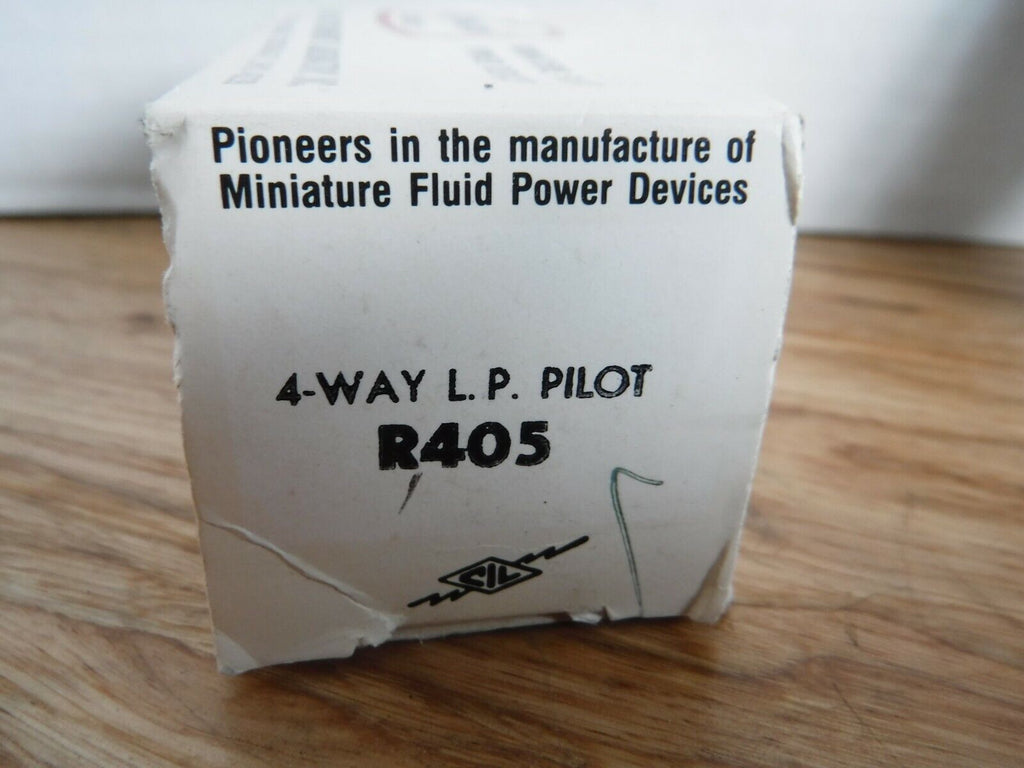 Pioneers in the manufacture of
Miniature Fluid Power Devices
4-WAY L.P. PILOT
R405
CIL